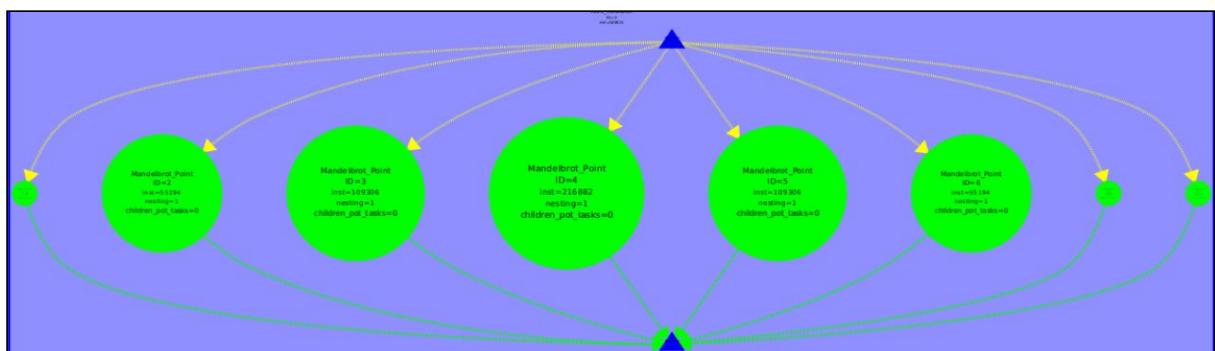 Mandelbrot_Point
ID=2
inst=55194
nesting=1
children_pot_tasks=0
Mandelbrot_Point
ID=3
inst=109306
nesting=1
children_pot_tasks=0
Mandelbrot_Point
ID=4
inst=216882
nesting=1
children_pot_tasks=0
Mandelbrot_Point
ID=5
inst=109306
nesting=1
children_pot_tasks=0
Mandelbrot_Point
ID=6
inst=55194
nesting=1
children_pot_tasks=0